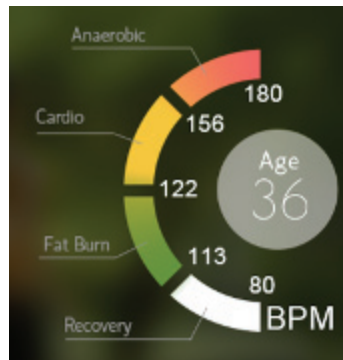 Anaerobic
180
156
Cardio
Age
36
122
Fat Burn
113
80
BPM
Recovery